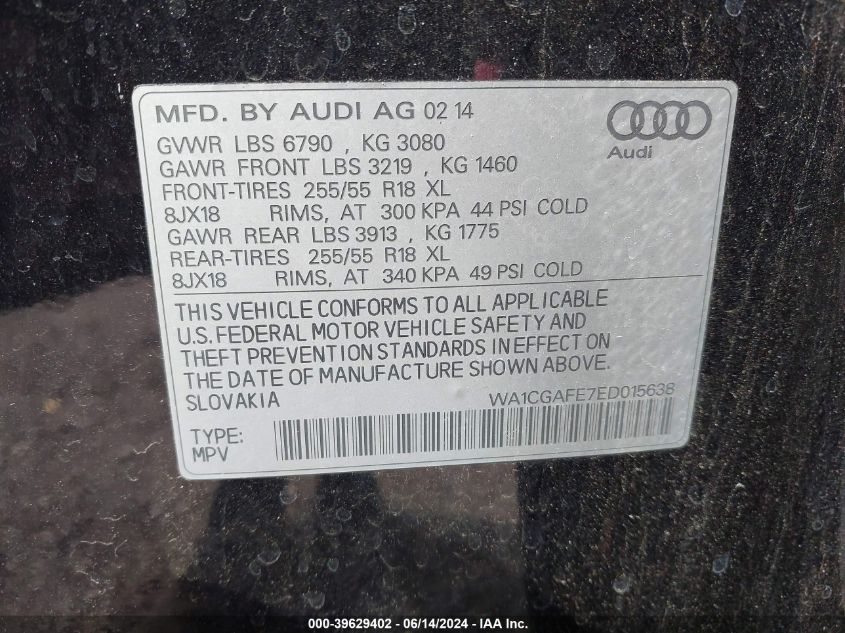 MFD. BY AUDI AG 02 14
Audi
GVWR LBS 6790 , KG 3080
GAWR FRONT LBS 3219 , KG 1460
FRONT-TIRES 255/55 R18 XL
8JX18 RIMS, AT 300 KPA 44 PSI COLD
GAWR REAR LBS 3913 , KG 1775
REAR-TIRES 255/55 R18 XL
8JX18 RIMS, AT 340 KPA 49 PSI COLD
THIS VEHICLE CONFORMS TO ALL APPLICABLE
U.S. FEDERAL MOTOR VEHICLE SAFETY AND
THEFT PREVENTION STANDARDS IN EFFECT ON
THE DATE OF MANUFACTURE SHOWN ABOVE.
SLOVAKIA WA1CGAFE7ED015638
TYPE:
MPV
000-39629402 - 06/14/2024 - IAAI - IAAI.com, Inc.